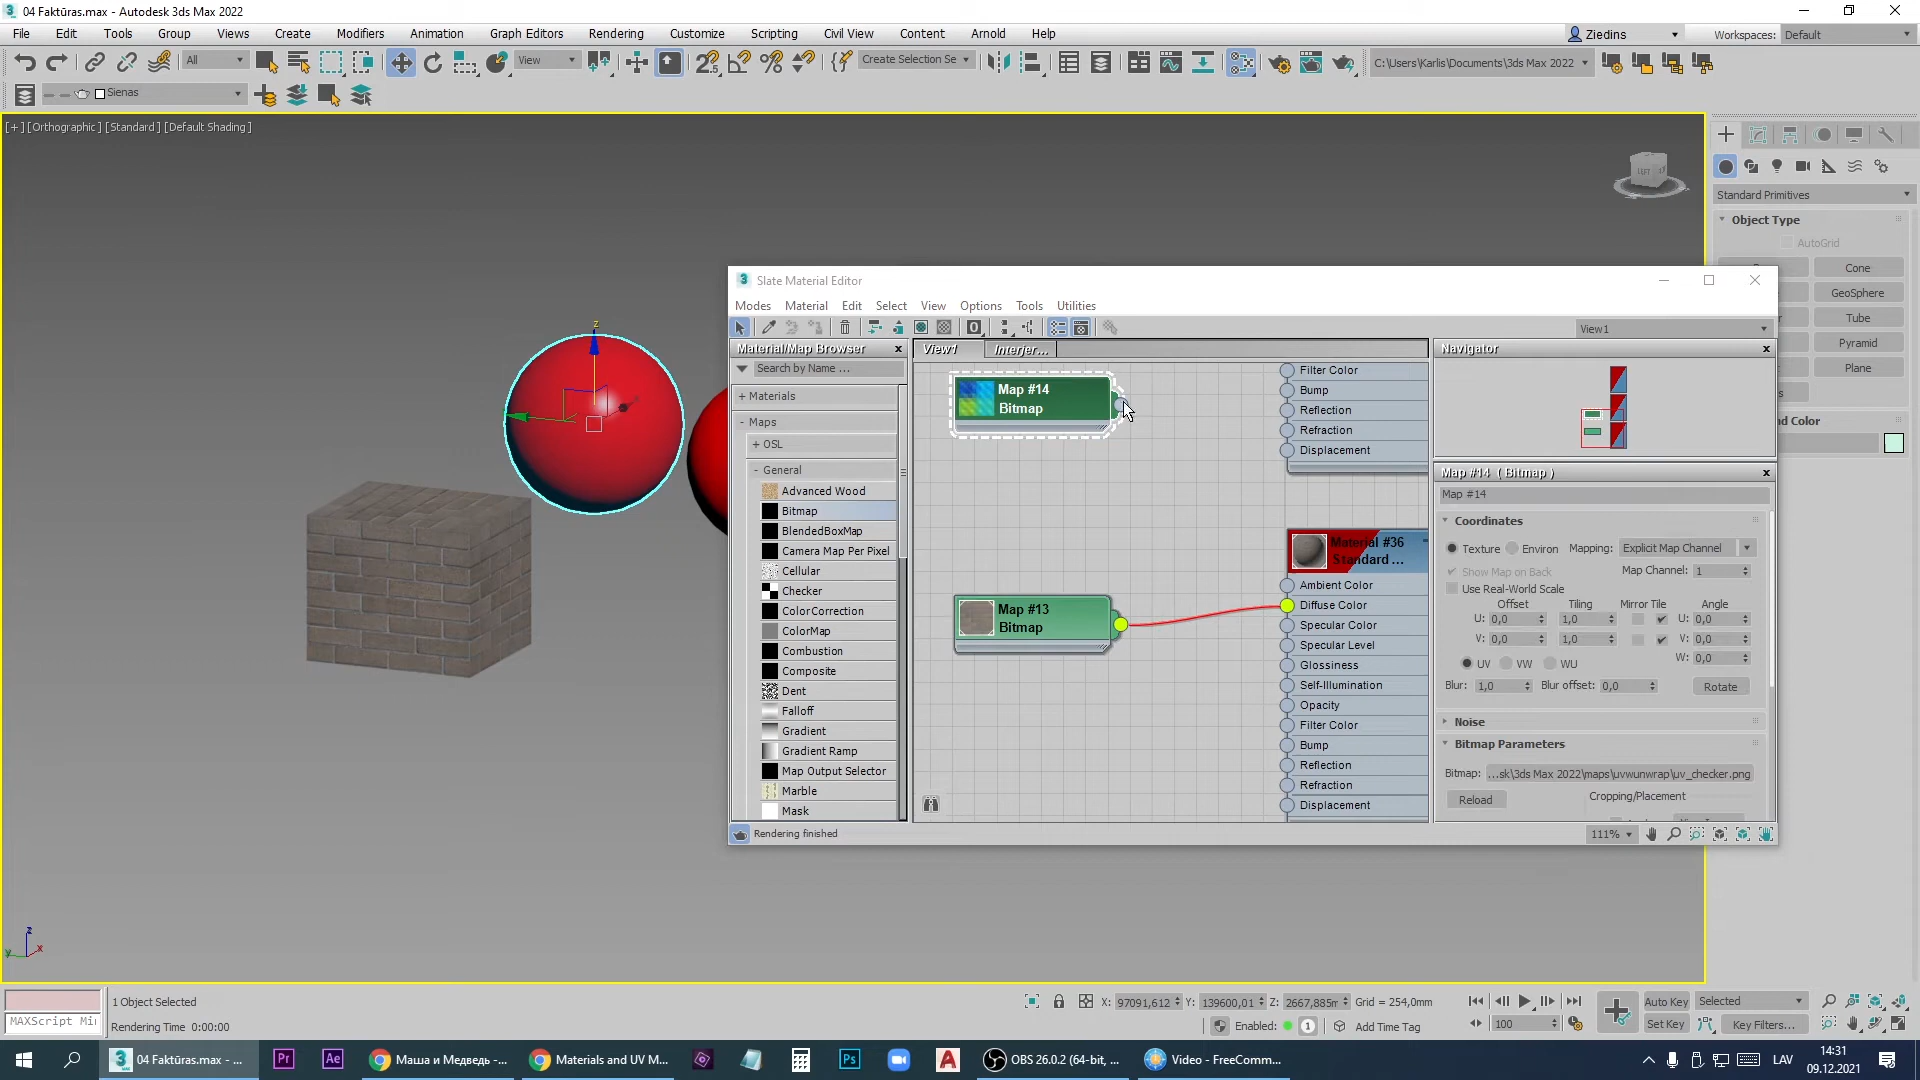 04 Faktūras.max - Autodesk 3ds Max 2022
File Edit Tools Group Views Create Modifiers Animation Graph Editors Rendering Customize Scripting Civil View Content Arnold Help
Ziedins Workspaces: Default
All View Create Selection Se C:\Users\Karlis\Documents\3ds Max 2022
Sienas
[+] [Orthographic] [Standard] [Default Shading]
LEFT
Standard Primitives
Object Type
AutoGrid
Cone
GeoSphere
Tube
Pyramid
Plane
nd Color
Slate Material Editor
Modes Material Edit Select View Options Tools Utilities
View1
Material/Map Browser
Search by Name ...
+ Materials
- Maps
+ OSL
- General
Advanced Wood
Bitmap
BlendedBoxMap
Camera Map Per Pixel
Cellular
Checker
ColorCorrection
ColorMap
Combustion
Composite
Dent
Falloff
Gradient
Gradient Ramp
Map Output Selector
Marble
Mask
View1 Interjer...
Map #14
Bitmap
Filter Color
Bump
Reflection
Refraction
Displacement
Material #36
Standard ...
Map #13
Bitmap
Ambient Color
Diffuse Color
Specular Color
Specular Level
Glossiness
Self-Illumination
Opacity
Filter Color
Bump
Reflection
Refraction
Displacement
Navigator
Map #14 ( Bitmap )
Map #14
Coordinates
Texture Environ Mapping: Explicit Map Channel
Show Map on Back Map Channel: 1
Use Real-World Scale
Offset Tiling Mirror Tile Angle
U: 0,0 1,0 U: 0,0
V: 0,0 1,0 V: 0,0
W: 0,0
UV VW WU
Blur: 1,0 Blur offset: 0,0 Rotate
Noise
Bitmap Parameters
Bitmap: ...sk\3ds Max 2022\maps\uvwunwrap\uv_checker.png
Reload Cropping/Placement
Rendering finished 111%
z
z
y x
1 Object Selected X: 97091,612 Y: 139600,01 Z: 2667,885m Grid = 254,0mm Auto Key Selected
MAXScript Mi Rendering Time 0:00:00 Enabled: 1 Add Time Tag 100 Set Key Key Filters...
04 Faktūras.max - ... Pr Ae Маша и Медведь -... Materials and UV M... Ps OBS 26.0.2 (64-bit, ... Video - FreeComm... LAV 14:31
09.12.2021